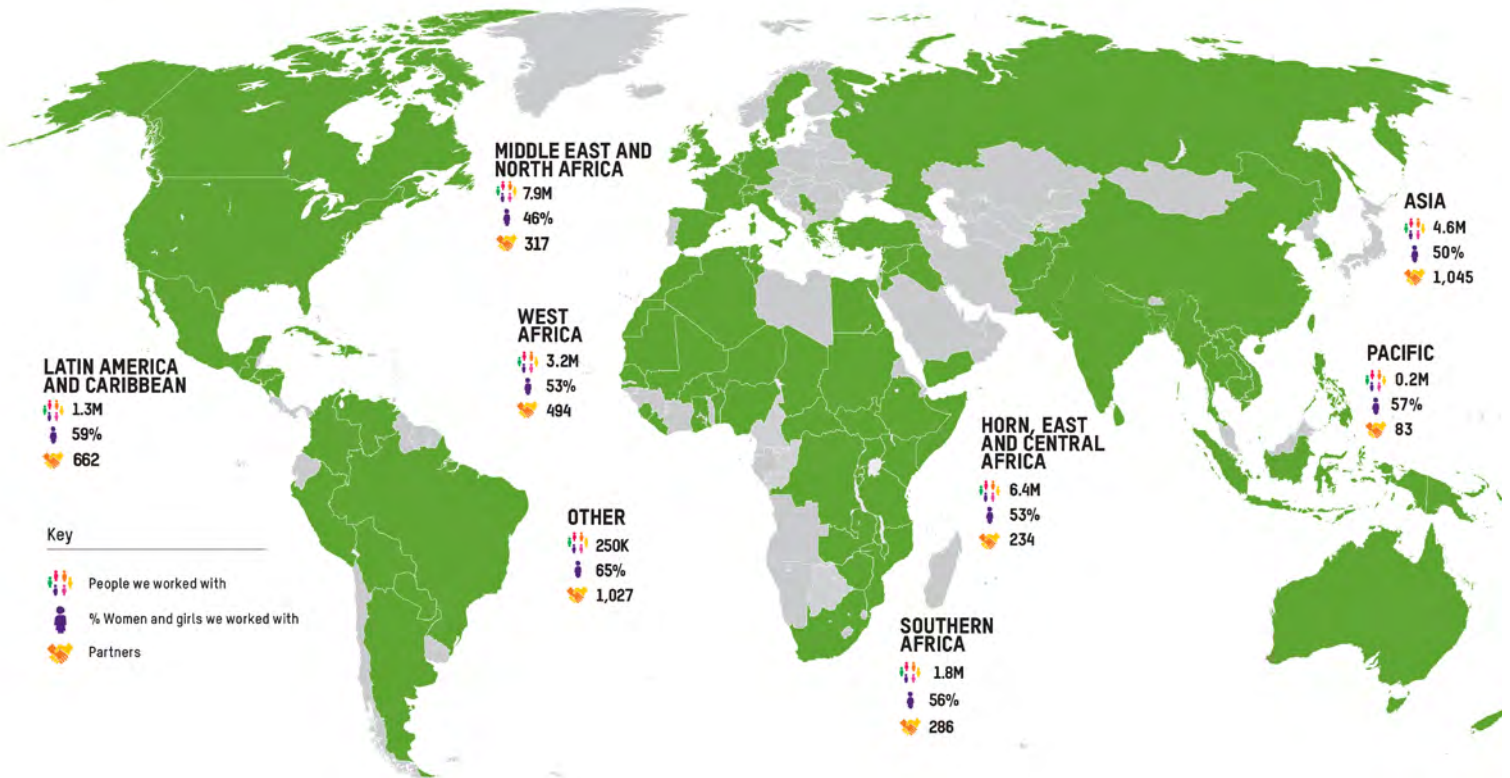 MIDDLE EAST AND
NORTH AFRICA
7.9M
46%
317
ASIA
4.6M
50%
1,045
WEST
AFRICA
3.2M
53%
494
LATIN AMERICA
AND CARIBBEAN
1.3M
59%
662
PACIFIC
0.2M
57%
83
HORN, EAST
AND CENTRAL
AFRICA
6.4M
53%
234
OTHER
250K
65%
1,027
SOUTHERN
AFRICA
1.8M
56%
286
Key
People we worked with
% Women and girls we worked with
Partners